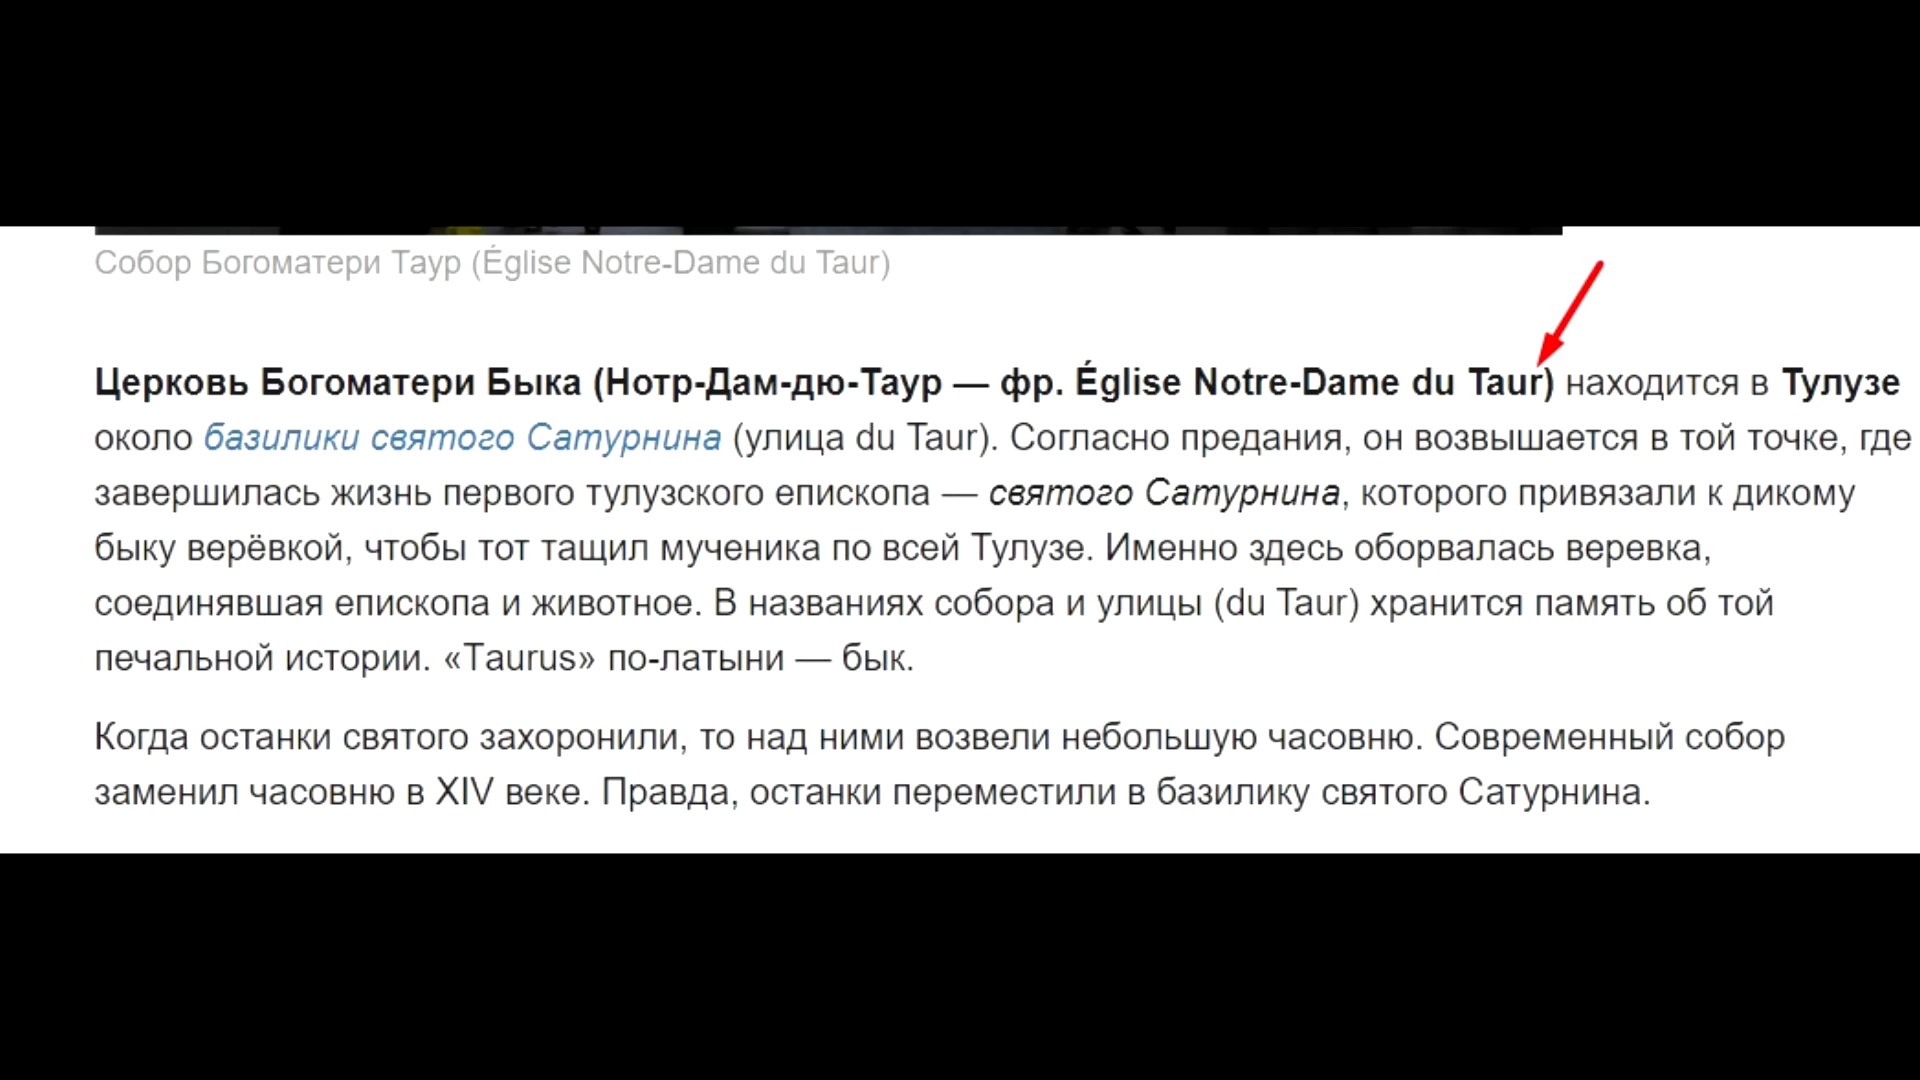 Собор Богоматери Таур (Église Notre-Dame du Taur)
Церковь Богоматери Быка (Нотр-Дам-дю-Таур — фр. Église Notre-Dame du Taur) находится в Тулузе
около базилики святого Сатурнина (улица du Taur). Согласно предания, он возвышается в той точке, где
завершилась жизнь первого тулузского епископа — святого Сатурнина, которого привязали к дикому
быку верёвкой, чтобы тот тащил мученика по всей Тулузе. Именно здесь оборвалась веревка,
соединявшая епископа и животное. В названиях собора и улицы (du Taur) хранится память об той
печальной истории. «Taurus» по-латыни — бык.
Когда останки святого захоронили, то над ними возвели небольшую часовню. Современный собор
заменил часовню в XIV веке. Правда, останки переместили в базилику святого Сатурнина.